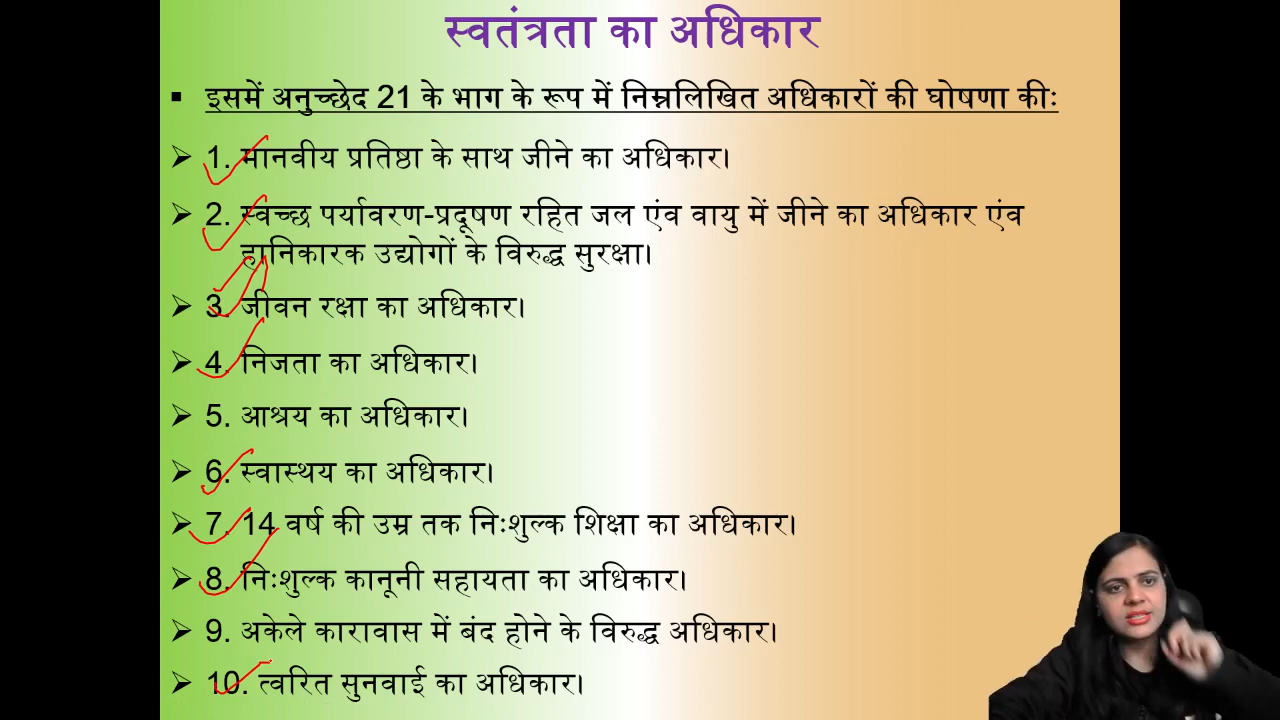 स्वतंत्रता का अधिकार
▪ इसमें अनुच्छेद 21 के भाग के रूप में निम्नलिखित अधिकारों की घोषणा कीः
➢ 1. मानवीय प्रतिष्ठा के साथ जीने का अधिकार।
➢ 2. स्वच्छ पर्यावरण-प्रदूषण रहित जल एंव वायु में जीने का अधिकार एंव
हानिकारक उद्योगों के विरुद्ध सुरक्षा।
➢ 3. जीवन रक्षा का अधिकार।
➢ 4. निजता का अधिकार।
➢ 5. आश्रय का अधिकार।
➢ 6. स्वास्थय का अधिकार।
➢ 7. 14 वर्ष की उम्र तक निःशुल्क शिक्षा का अधिकार।
➢ 8. निःशुल्क कानूनी सहायता का अधिकार।
➢ 9. अकेले कारावास में बंद होने के विरुद्ध अधिकार।
➢ 10. त्वरित सुनवाई का अधिकार।